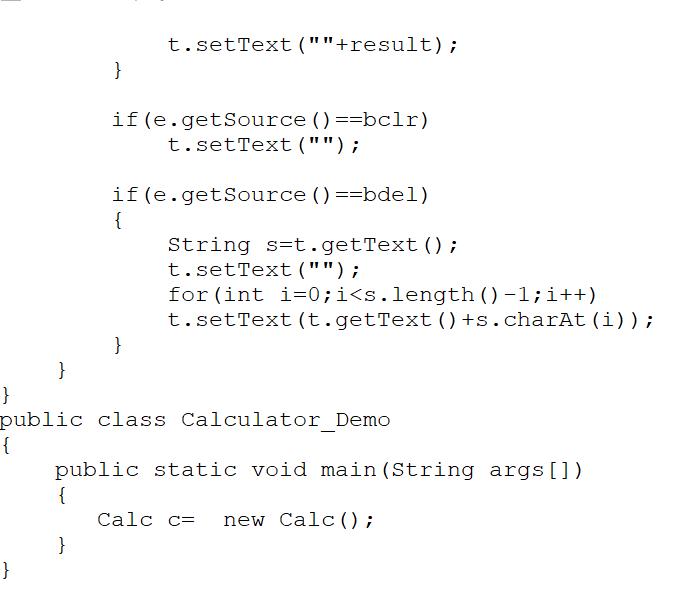 t.setText(""+result);
}
if(e.getSource()==bclr)
t.setText("");
if(e.getSource()==bdel)
{
String s=t.getText();
t.setText("");
for(int i=0;i<s.length()-1;i++)
t.setText(t.getText()+s.charAt(i));
}
}
}
public class Calculator_Demo
{
public static void main(String args[])
{
Calc c=  new Calc();
}
}